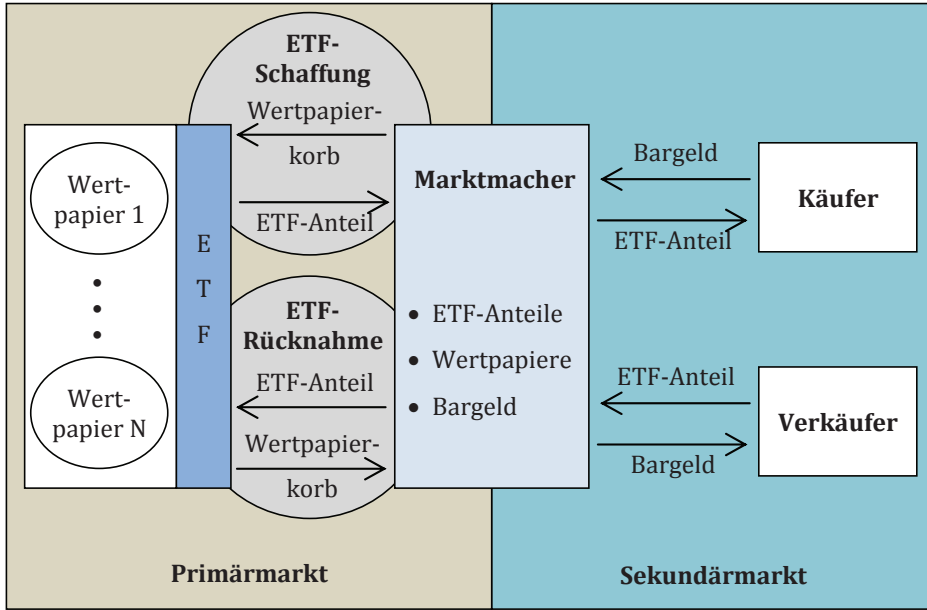 ETF-
Schaffung
Wertpapier-
korb
ETF-Anteil
Wert-
papier 1
E
T
F
Wert-
papier N
ETF-
Rücknahme
ETF-Anteil
Wertpapier-
korb
Marktmacher
• ETF-Anteile
• Wertpapiere
• Bargeld
Bargeld
ETF-Anteil
Käufer
ETF-Anteil
Bargeld
Verkäufer
Primärmarkt
Sekundärmarkt